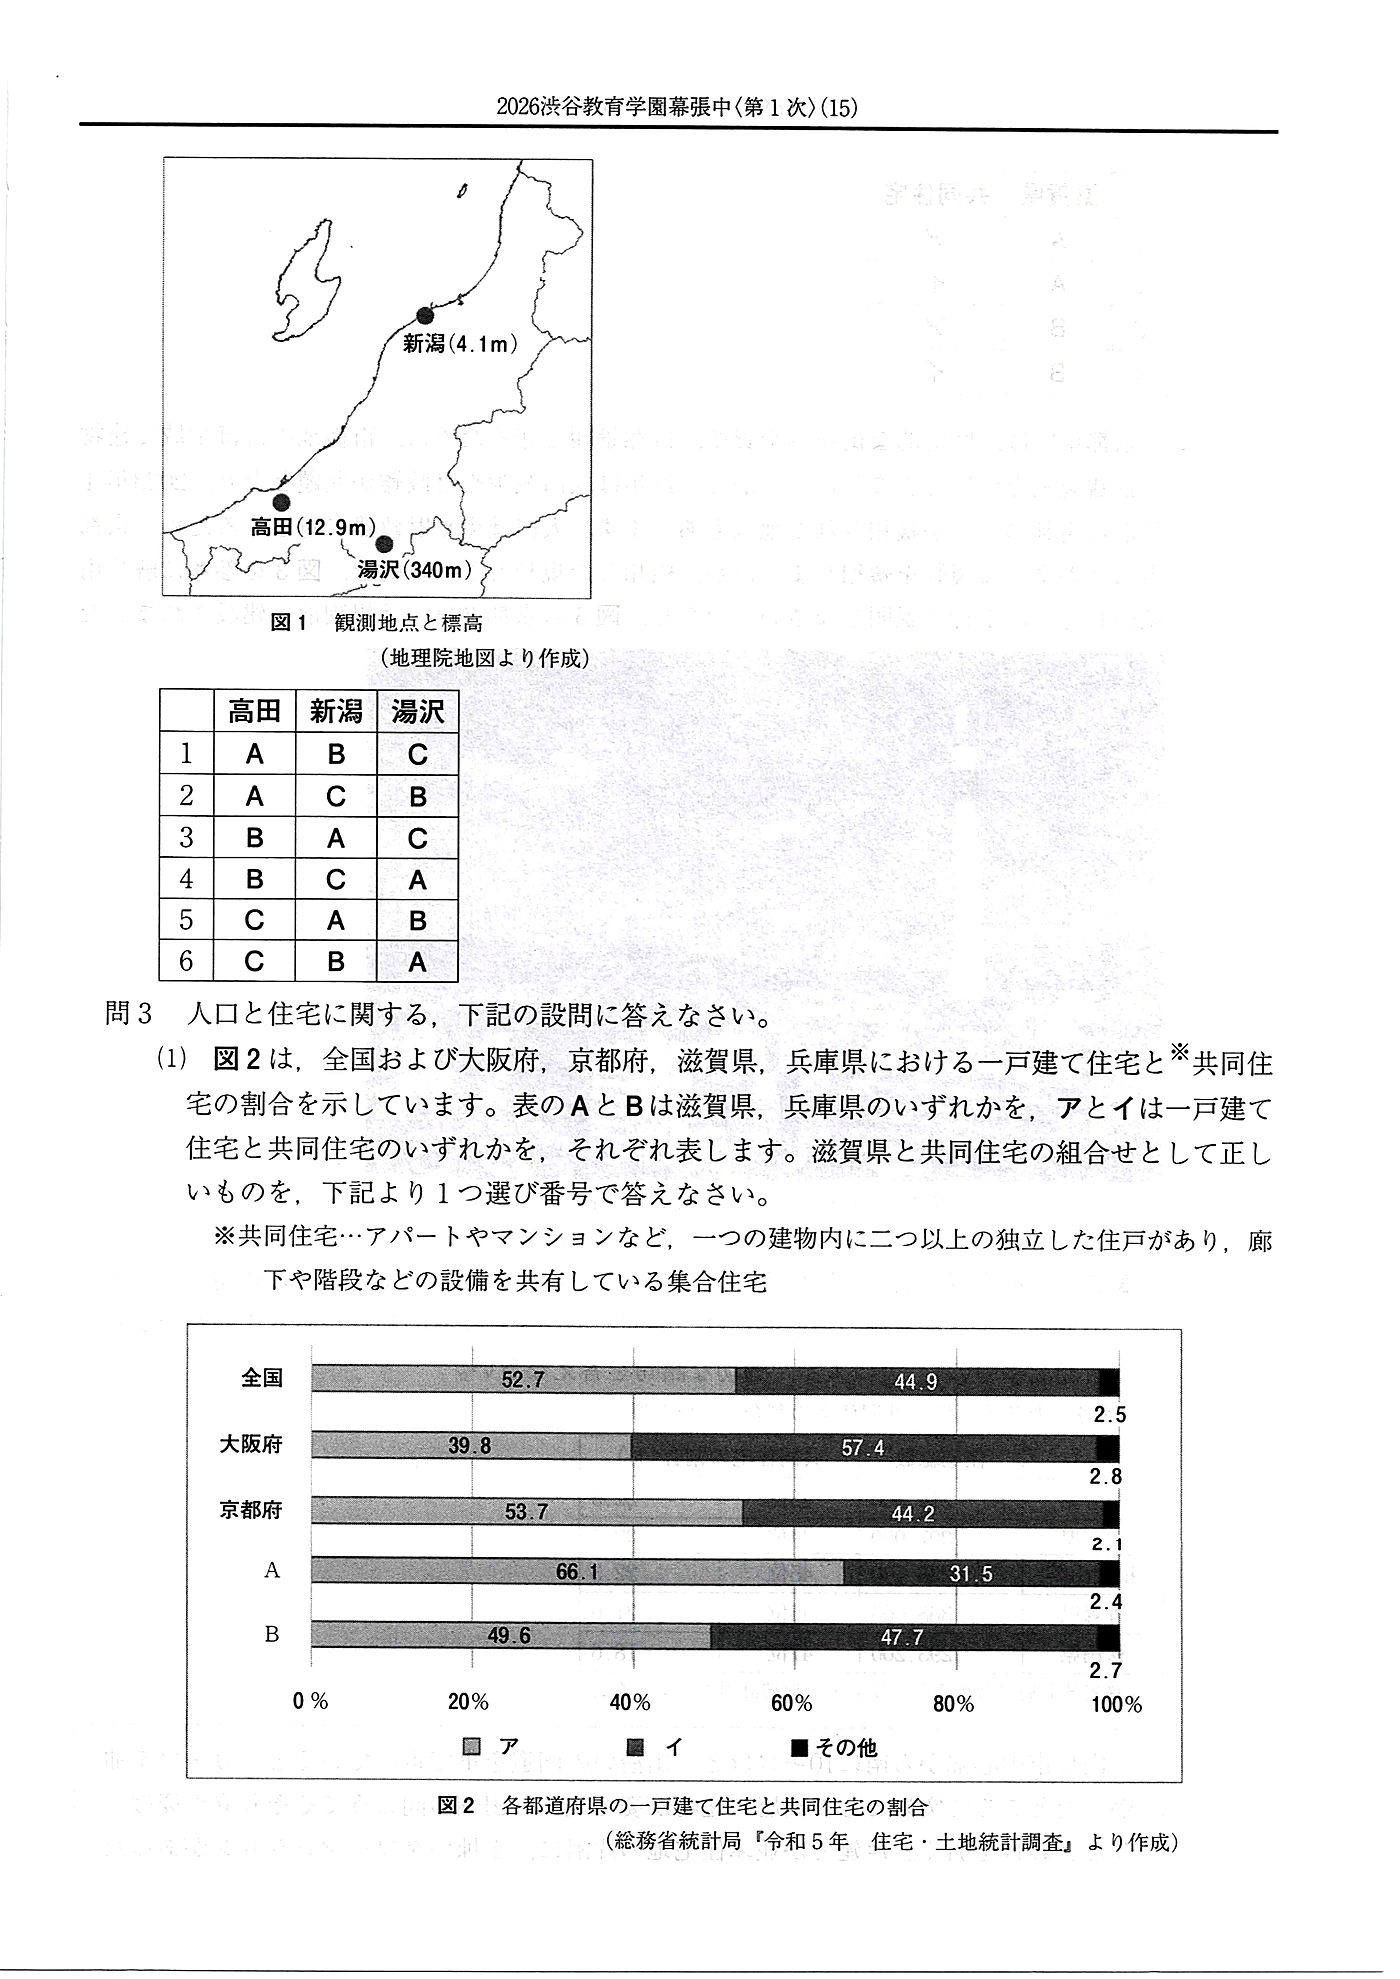 2026渋谷教育学園幕張中〈第1次〉(15)
新潟(4.1m)
高田(12.9m)
湯沢(340m)
図1 観測地点と標高
(地理院地図より作成)
高田 新潟 湯沢
1 A B C
2 A C B
3 B A C
4 B C A
5 C A B
6 C B A
問3 人口と住宅に関する，下記の設問に答えなさい。
(1) 図2は，全国および大阪府，京都府，滋賀県，兵庫県における一戸建て住宅と※共同住
宅の割合を示しています。表のAとBは滋賀県，兵庫県のいずれかを，アとイは一戸建て
住宅と共同住宅のいずれかを，それぞれ表します。滋賀県と共同住宅の組合せとして正し
いものを，下記より1つ選び番号で答えなさい。
※共同住宅…アパートやマンションなど，一つの建物内に二つ以上の独立した住戸があり，廊
下や階段などの設備を共有している集合住宅
全国 52.7 44.9 2.5
大阪府 39.8 57.4 2.8
京都府 53.7 44.2 2.1
A 66.1 31.5 2.4
B 49.6 47.7 2.7
0% 20% 40% 60% 80% 100%
ア イ その他
図2 各都道府県の一戸建て住宅と共同住宅の割合
(総務省統計局『令和5年 住宅・土地統計調査』より作成)